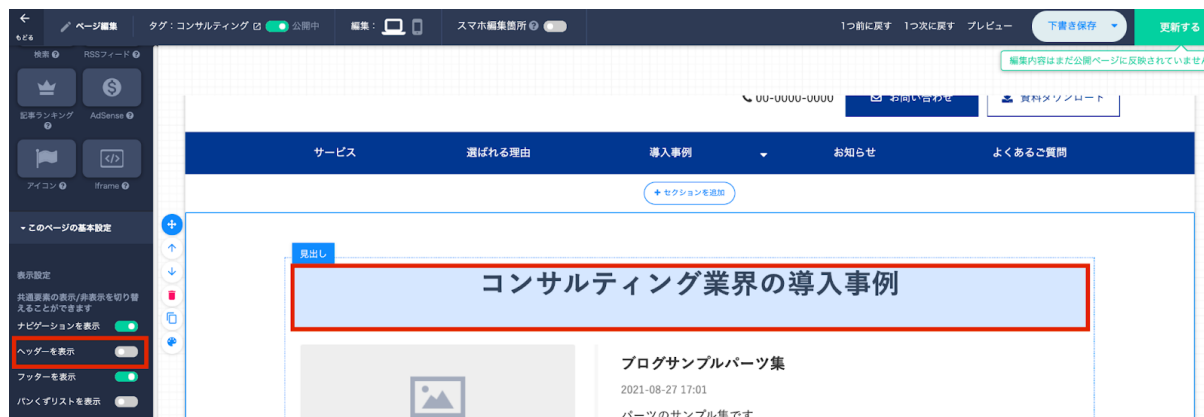 もどる
ページ編集
タグ：コンサルティング
公開中
編集：
スマホ編集箇所
1つ前に戻す
1つ次に戻す
プレビュー
下書き保存
更新する
編集内容はまだ公開ページに反映されていません
検索
RSSフィード
記事ランキング
AdSense
アイコン
Iframe
このページの基本設定
表示設定
共通要素の表示/非表示を切り替
えることができます
ナビゲーションを表示
ヘッダーを表示
フッターを表示
パンくずリストを表示
00-0000-0000
お問い合わせ
資料ダウンロード
サービス
選ばれる理由
導入事例
お知らせ
よくあるご質問
+ セクションを追加
見出し
コンサルティング業界の導入事例
ブログサンプルパーツ集
2021-08-27 17:01
パーツのサンプル集です